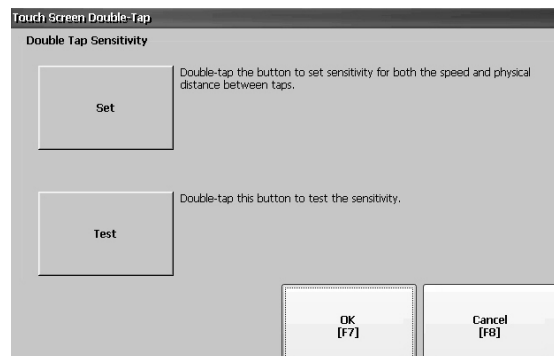 Touch Screen Double-Tap
Double Tap Sensitivity
Set
Double-tap the button to set sensitivity for both the speed and physical
distance between taps.
Test
Double-tap this button to test the sensitivity.
OK
[F7]
Cancel
[F8]